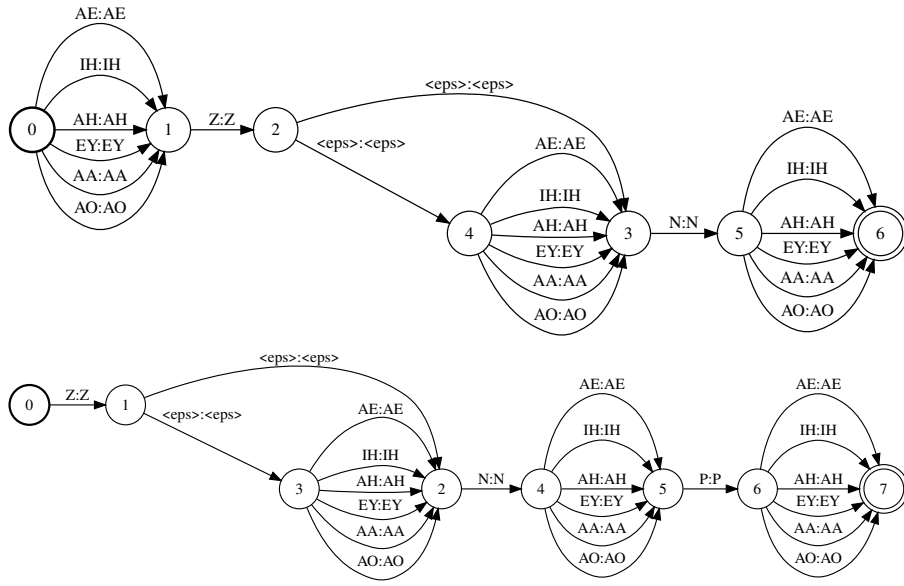 AE:AE
IH:IH
0 AH:AH 1 Z:Z 2
EY:EY
AA:AA
AO:AO
<eps>:<eps>
<eps>:<eps>
AE:AE
IH:IH
4 AH:AH 3 N:N 5
EY:EY
AA:AA
AO:AO
AE:AE
IH:IH
AH:AH 6
EY:EY
AA:AA
AO:AO
0 Z:Z 1
<eps>:<eps>
<eps>:<eps>
AE:AE
IH:IH
3 AH:AH 2 N:N 4
EY:EY
AA:AA
AO:AO
AE:AE
IH:IH
AH:AH 5 P:P 6
EY:EY
AA:AA
AO:AO
AE:AE
IH:IH
AH:AH 7
EY:EY
AA:AA
AO:AO